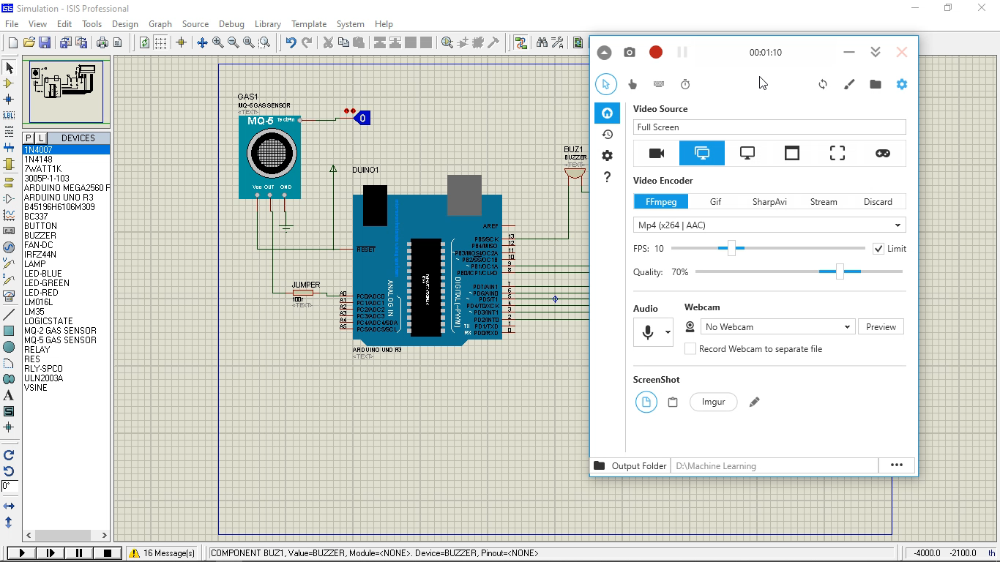 Simulation - ISIS Professional
File View Edit Tools Design Graph Source Debug Library Template System Help
P L DEVICES
1N4007
1N4148
7WATT1K
3005P-1-103
ARDUINO MEGA2560 F
ARDUINO UNO R3
B45196H6106M309
BC337
BUTTON
BUZZER
FAN-DC
IRFZ44N
LAMP
LED-BLUE
LED-GREEN
LED-RED
LM016L
LM35
LOGICSTATE
MQ-2 GAS SENSOR
MQ-5 GAS SENSOR
RELAY
RES
RLY-SPCO
ULN2003A
VSINE
LBL
A
S
0°
GAS1
MQ-5 GAS SENSOR
<TEXT>
MQ-5 TestPin
0
Vcc OUT GND
DUINO1
RESET
JUMPER
100r
<TEXT>
A0 PC0/ADC0
A1 PC1/ADC1
A2 PC2/ADC2
A3 PC3/ADC3
A4 PC4/ADC4/SDA
A5 PC5/ADC5/SCL
ANALOG IN
DIGITAL (~PWM)
AREF
PB5/SCK 13
PB4/MISO 12
~ PB3/MOSI/OC2A 11
~ PB2/SS/OC1B 10
~ PB1/OC1A 9
PB0/ICP1/CLKO 8
PD7/AIN1 7
~ PD6/AIN0 6
~ PD5/T1 5
PD4/T0/XCK 4
~ PD3/INT1 3
PD2/INT0 2
TX PD1/TXD 1
RX PD0/RXD 0
ARDUINO UNO R3
<TEXT>
BUZ1
BUZZER
<TEXT>
00:01:10
Video Source
Full Screen
Video Encoder
FFmpeg Gif SharpAvi Stream Discard
Mp4 (x264 | AAC)
FPS: 10 Limit
Quality: 70%
Audio Webcam
No Webcam Preview
Record Webcam to separate file
ScreenShot
Imgur
Output Folder D:\Machine Learning
16 Message(s) COMPONENT BUZ1, Value=BUZZER, Module=<NONE>. Device=BUZZER, Pinout=<NONE> -4000.0 -2100.0 th